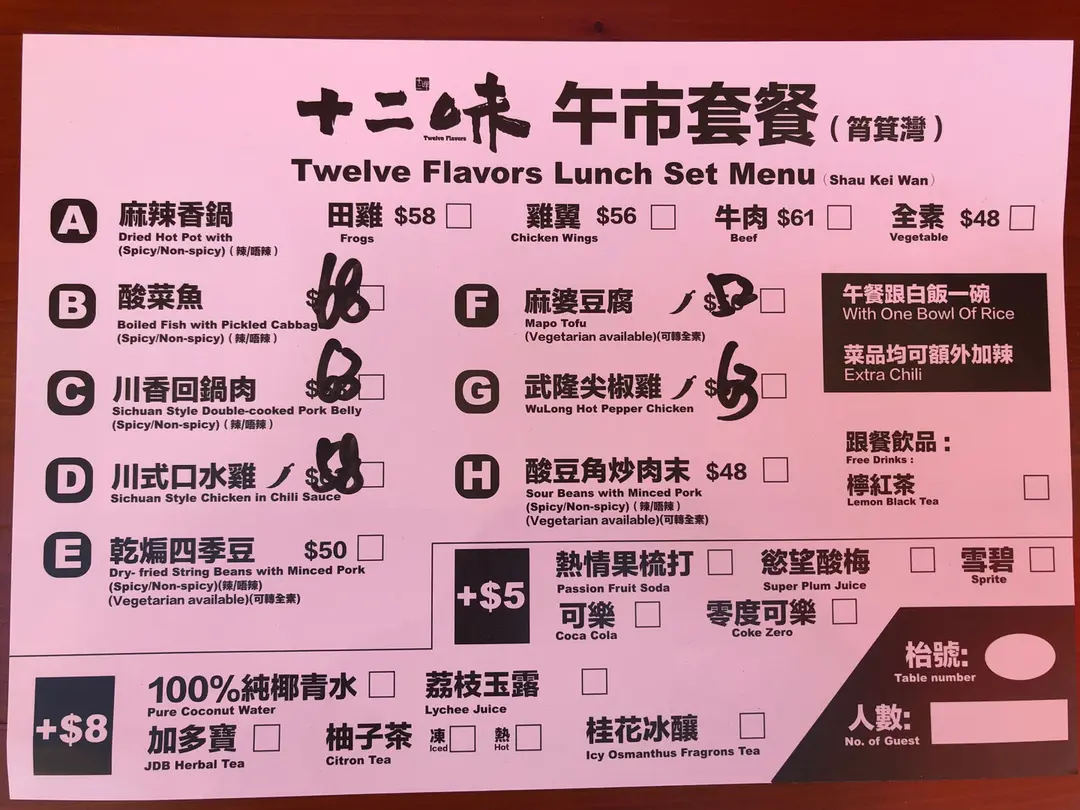 十二味 午市套餐（筲箕灣）
Twelve Flavors
Twelve Flavors Lunch Set Menu (Shau Kei Wan)
A 麻辣香鍋 田雞 $58 雞翼 $56 牛肉 $61 全素 $48
Dried Hot Pot with Frogs Chicken Wings Beef Vegetable
(Spicy/Non-spicy)（辣/唔辣）
B 酸菜魚 68
Boiled Fish with Pickled Cabbage
(Spicy/Non-spicy)（辣/唔辣）
C 川香回鍋肉 $63
Sichuan Style Double-cooked Pork Belly
(Spicy/Non-spicy)（辣/唔辣）
D 川式口水雞 58
Sichuan Style Chicken in Chili Sauce
E 乾煸四季豆 $50
Dry- fried String Beans with Minced Pork
(Spicy/Non-spicy)(辣/唔辣)
(Vegetarian available)(可轉全素)
F 麻婆豆腐
Mapo Tofu
(Vegetarian available)(可轉全素)
G 武隆尖椒雞 $63
WuLong Hot Pepper Chicken
H 酸豆角炒肉末 $48
Sour Beans with Minced Pork
(Spicy/Non-spicy)（辣/唔辣）
(Vegetarian available)(可轉全素)
午餐跟白飯一碗
With One Bowl Of Rice
菜品均可額外加辣
Extra Chili
跟餐飲品：
Free Drinks :
檸紅茶
Lemon Black Tea
+$5
熱情果梳打 慾望酸梅 雪碧
Passion Fruit Soda Super Plum Juice Sprite
可樂 零度可樂
Coca Cola Coke Zero
+$8
100%純椰青水 荔枝玉露
Pure Coconut Water Lychee Juice
加多寶 柚子茶 凍 Iced 熱 Hot 桂花冰釀
JDB Herbal Tea Citron Tea Icy Osmanthus Fragrons Tea
枱號:
Table number
人數:
No. of Guest